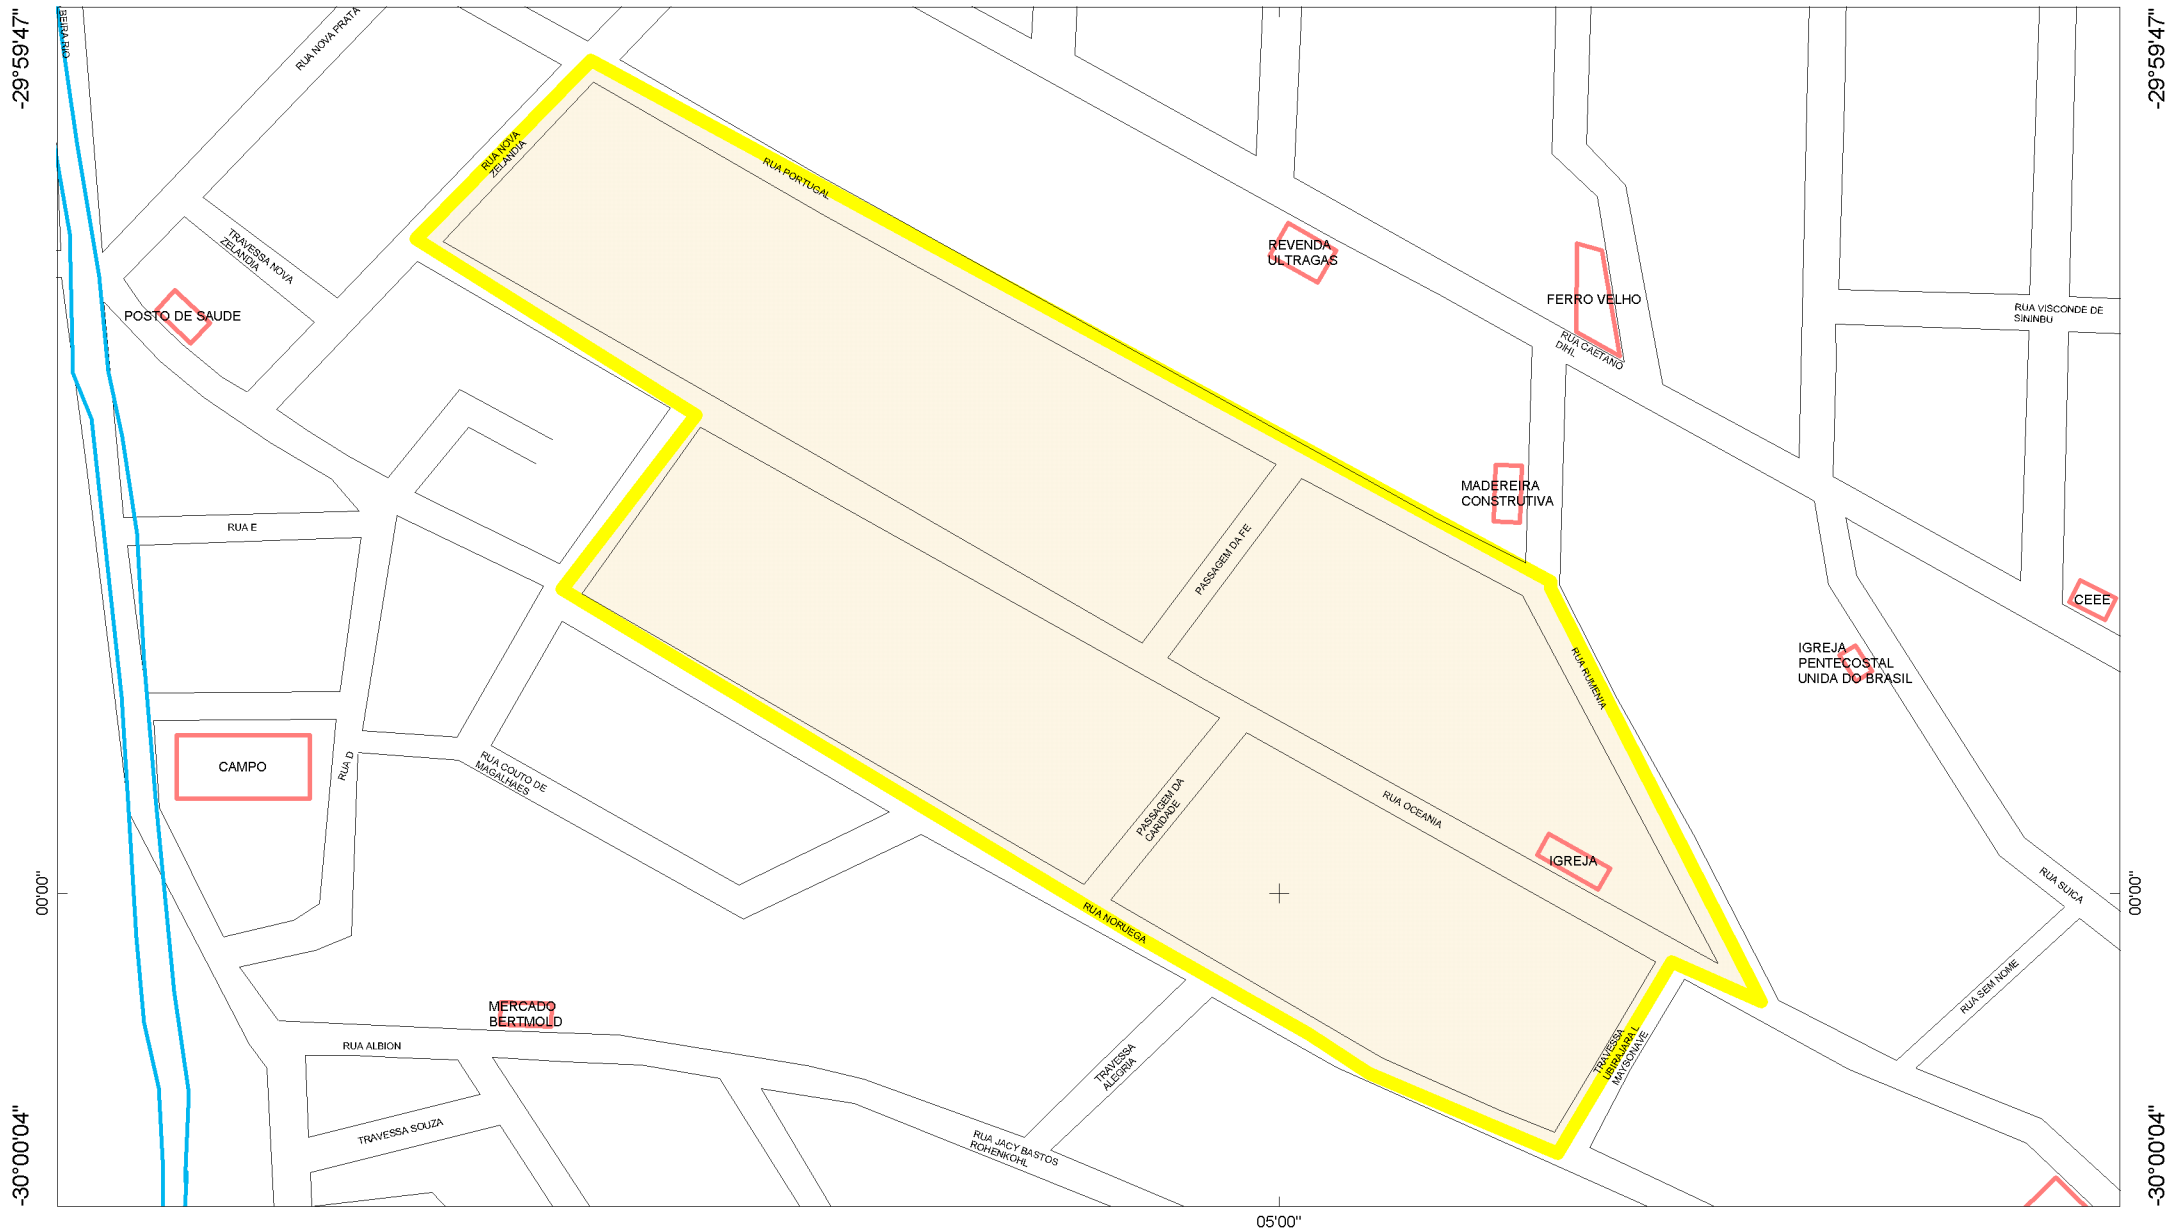 -29°59'47"
-29°59'47"
BEIRA RIO
RUA NOVA PRATA
RUA NOVA
ZELANDIA
RUA PORTUGAL
TRAVESSA NOVA
ZELANDIA
REVENDA
ULTRAGAS
FERRO VELHO
RUA VISCONDE DE
SININBU
POSTO DE SAUDE
RUA CAETANO
DIHL
MADEREIRA
CONSTRUTIVA
RUA E
PASSAGEM DA FE
CEEE
IGREJA
PENTECOSTAL
UNIDA DO BRASIL
RUA RUMENIA
CAMPO
RUA D
RUA COUTO DE
MAGALHAES
PASSAGEM DA
CARIDADE
RUA OCEANIA
IGREJA
RUA SUICA
00'00"
00'00"
RUA NORUEGA
RUA SEM NOME
MERCADO
BERTMOLD
RUA ALBION
TRAVESSA
ALEGRIA
TRAVESSA
UBIRAJARA L
MAYSONAVE
TRAVESSA SOUZA
RUA JACY BASTOS
ROHENKOHL
-30°00'04"
-30°00'04"
05'00"